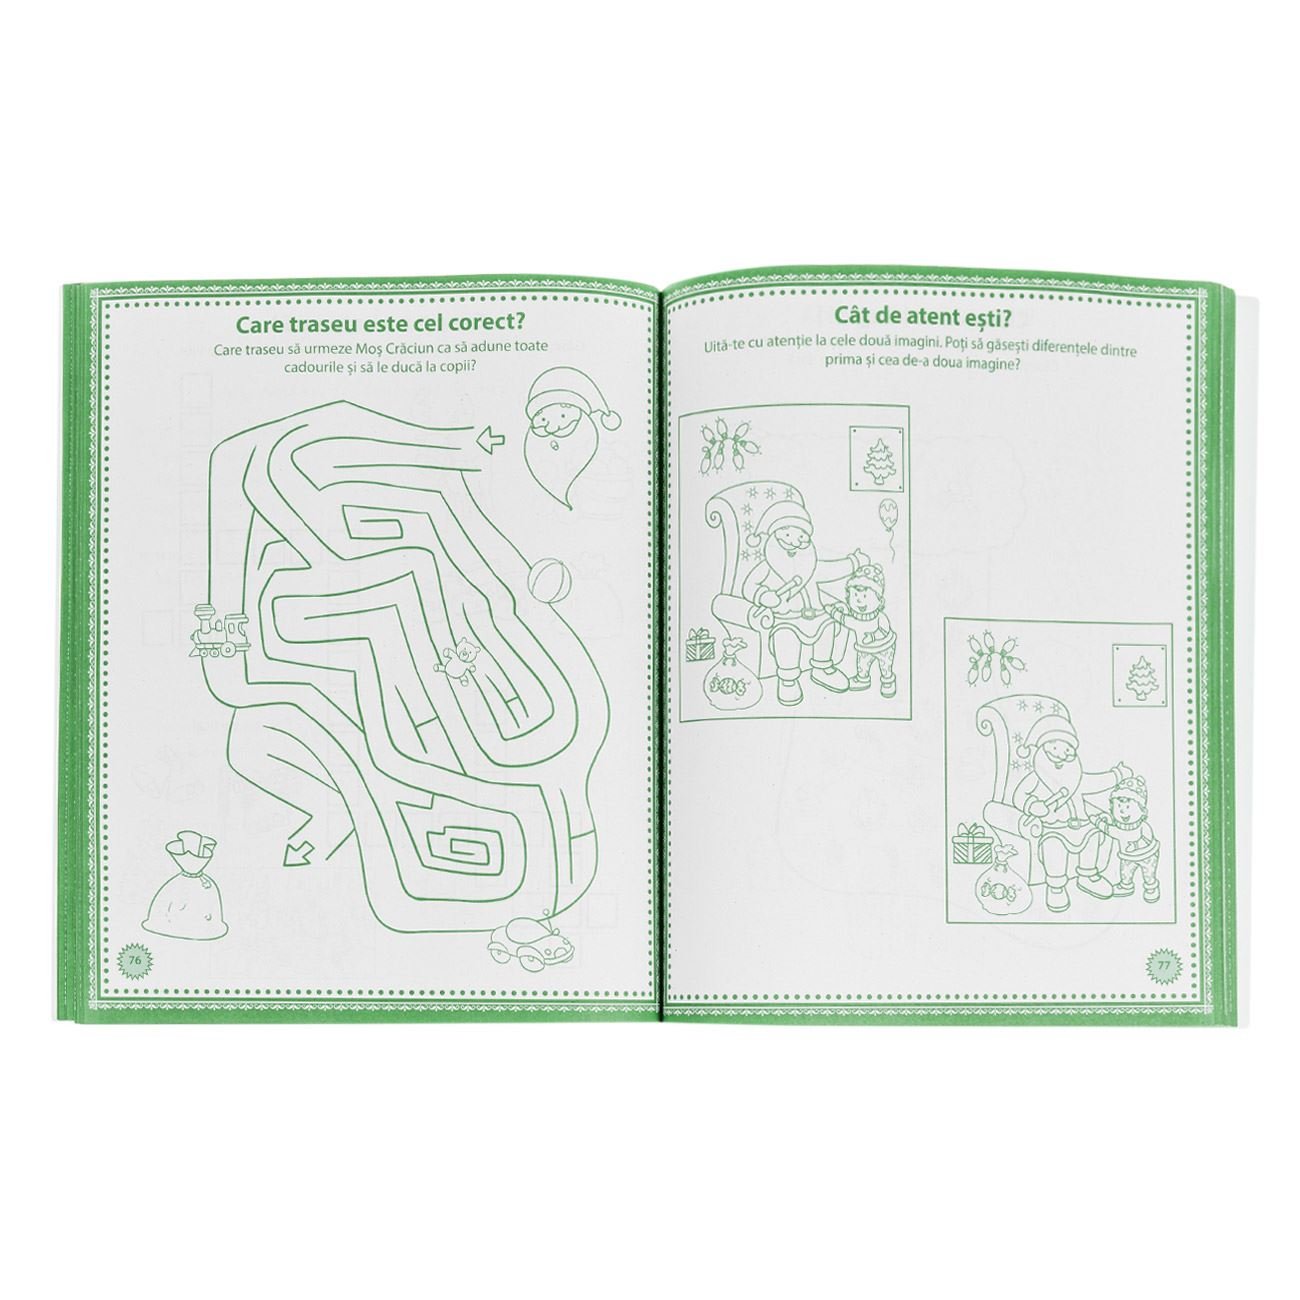 Care traseu este cel corect?
Care traseu să urmeze Moș Crăciun ca să adune toate
cadourile și să le ducă la copii?
76
Cât de atent ești?
Uită-te cu atenție la cele două imagini. Poți să găsești diferențele dintre
prima și cea de-a doua imagine?
77